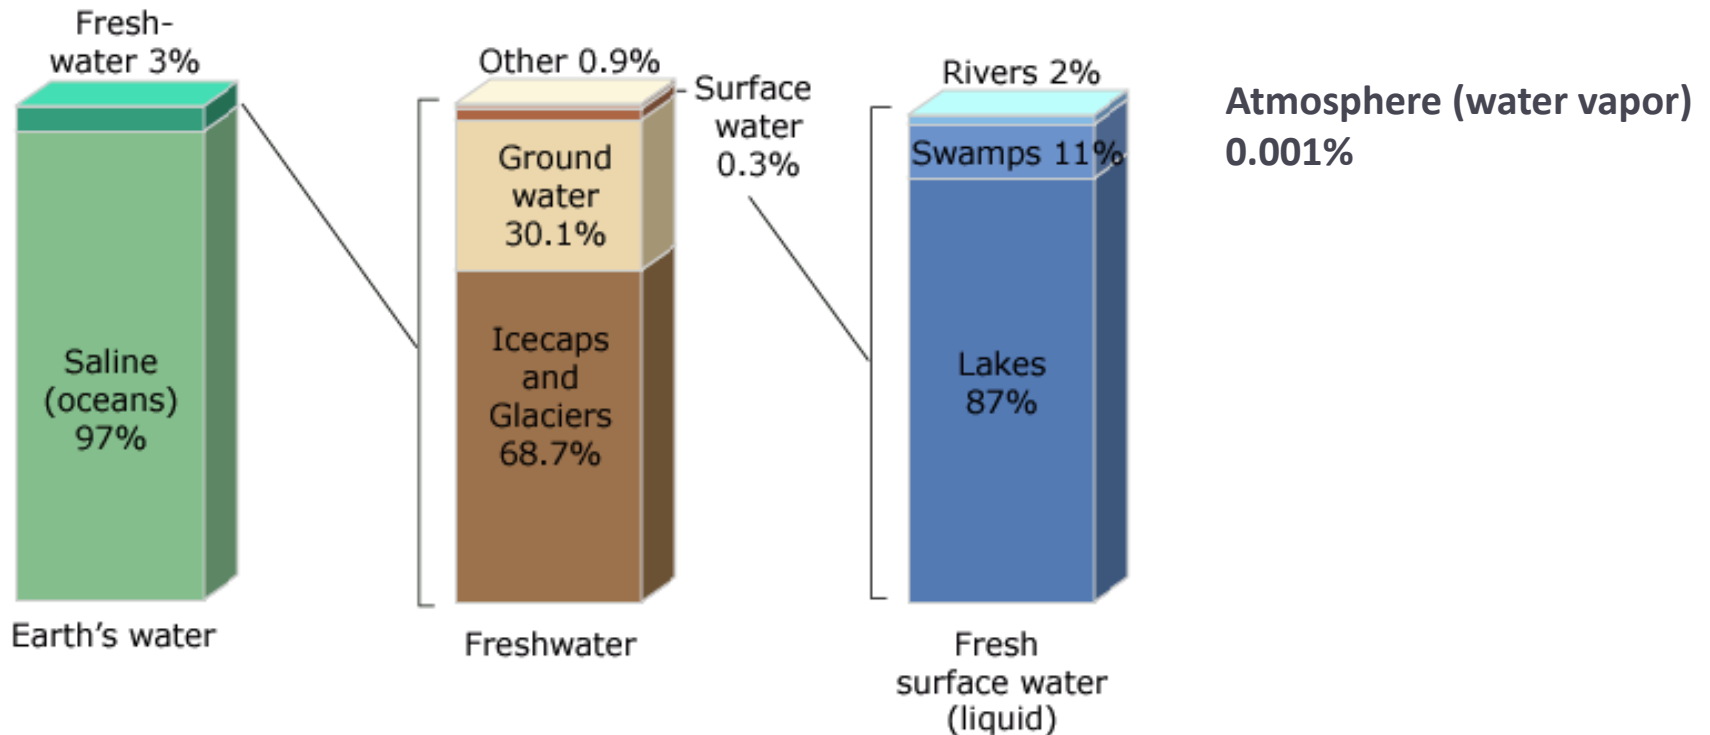 Fresh-
water 3%
Saline
(oceans)
97%
Earth’s water
Other 0.9%
Surface
water
0.3%
Ground
water
30.1%
Icecaps
and
Glaciers
68.7%
Freshwater
Rivers 2%
Swamps 11%
Lakes
87%
Fresh
surface water
(liquid)
Atmosphere (water vapor)
0.001%